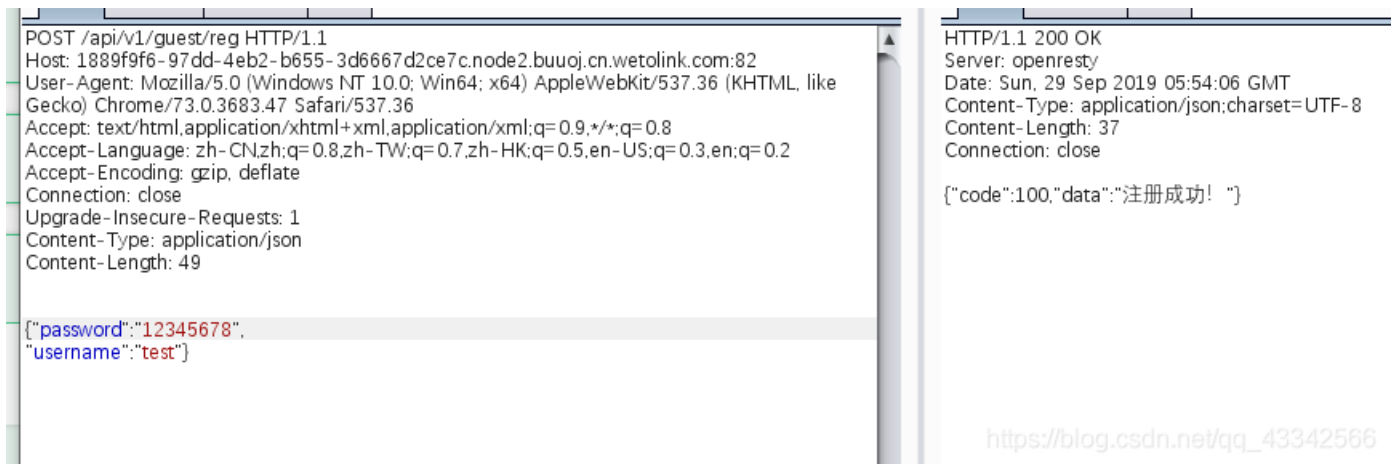 POST /api/v1/guest/reg HTTP/1.1
Host: 1889f9f6-97dd-4eb2-b655-3d6667d2ce7c.node2.buuoj.cn.wetolink.com:82
User-Agent: Mozilla/5.0 (Windows NT 10.0; Win64; x64) AppleWebKit/537.36 (KHTML, like
Gecko) Chrome/73.0.3683.47 Safari/537.36
Accept: text/html,application/xhtml+xml,application/xml;q=0.9,*/*;q=0.8
Accept-Language: zh-CN,zh;q=0.8,zh-TW;q=0.7,zh-HK;q=0.5,en-US;q=0.3,en;q=0.2
Accept-Encoding: gzip, deflate
Connection: close
Upgrade-Insecure-Requests: 1
Content-Type: application/json
Content-Length: 49
{"password":"12345678",
"username":"test"}
HTTP/1.1 200 OK
Server: openresty
Date: Sun, 29 Sep 2019 05:54:06 GMT
Content-Type: application/json;charset=UTF-8
Content-Length: 37
Connection: close
{"code":100,"data":"注册成功！"}
https://blog.csdn.net/qq_43342566